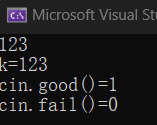 Microsoft Visual Stu
123
k=123
cin.good()=1
cin.fail()=0